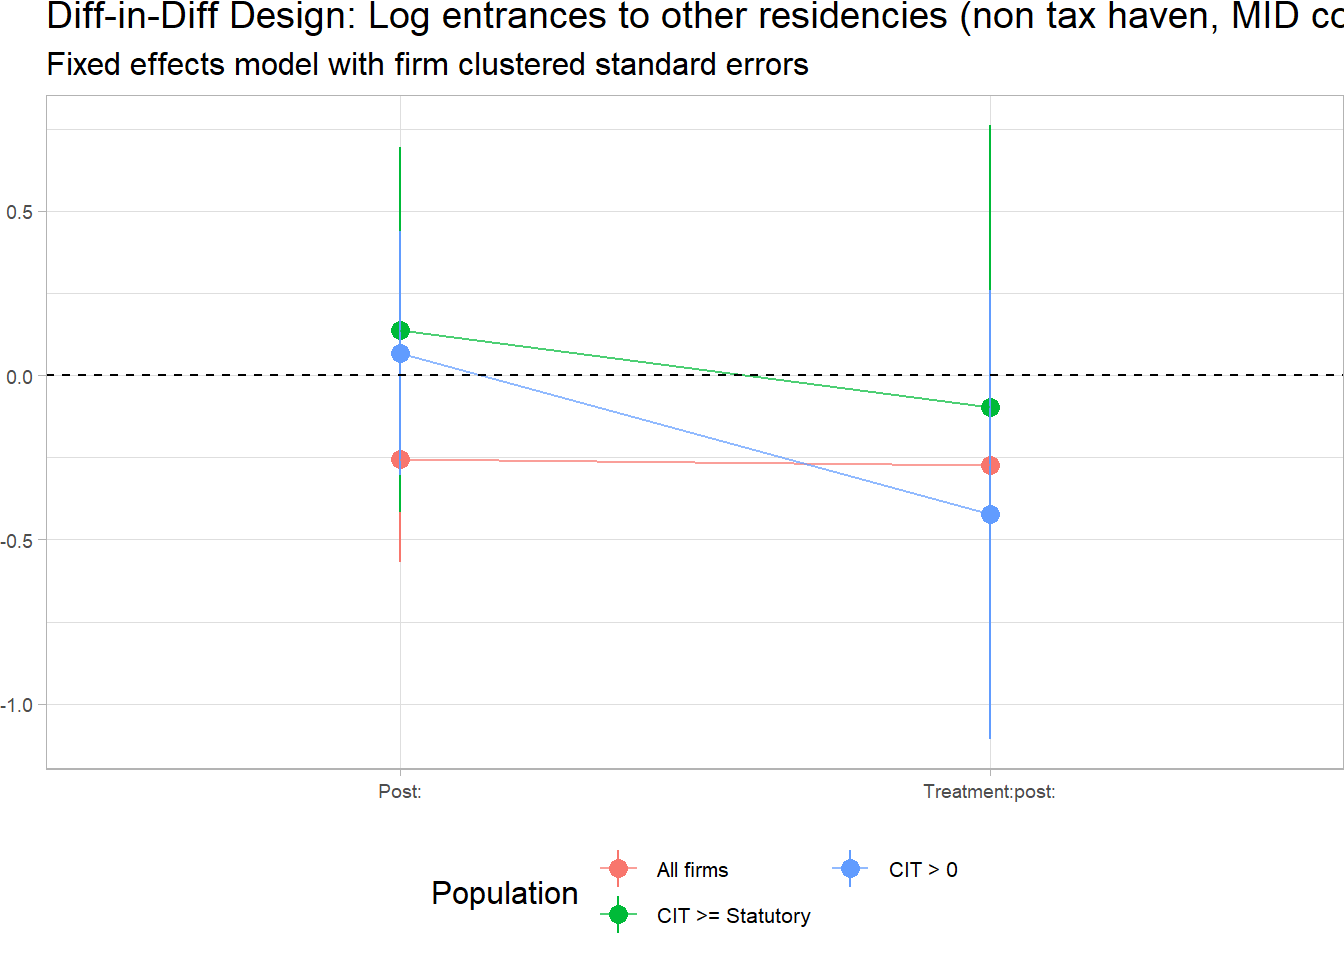 Diff-in-Diff Design: Log entrances to other residencies (non tax haven, MID
Fixed effects model with firm clustered standard errors
0.5
0.0
-0.5
-1.0
Post:
Treatment:post:
Population
All firms
CIT > 0
CIT >= Statutory